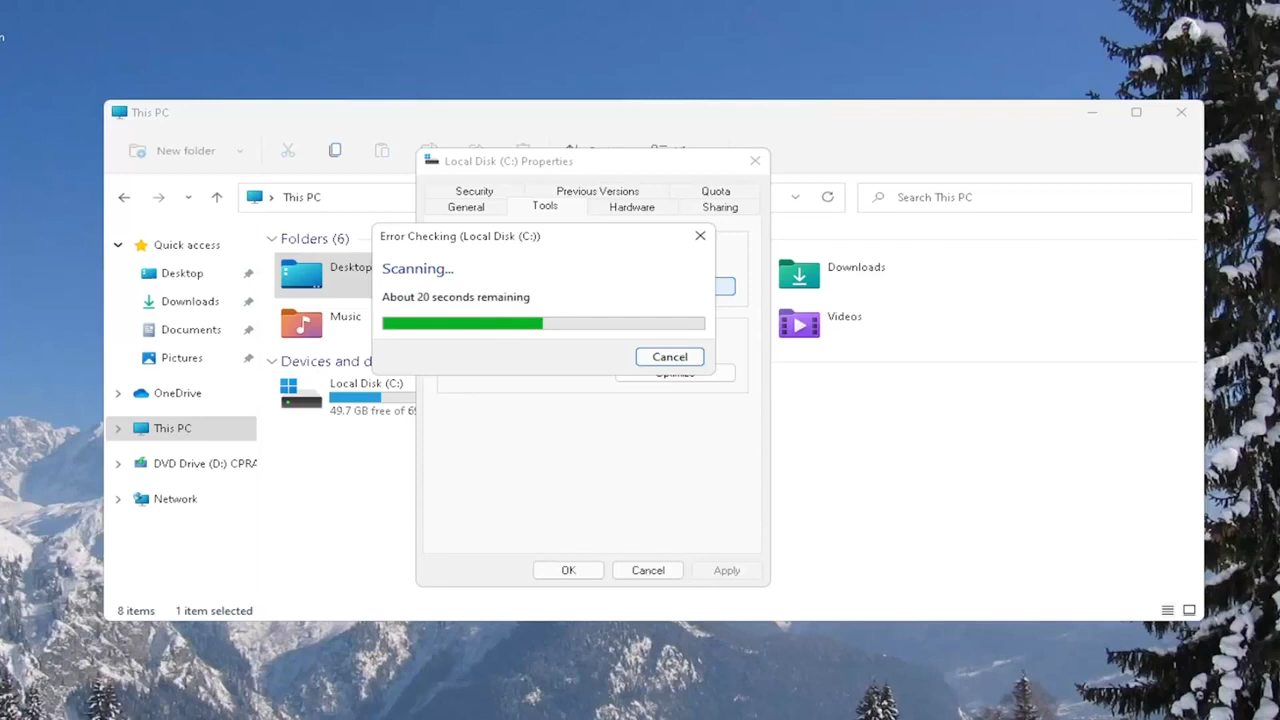 n
This PC
New folder
Local Disk (C:) Properties
This PC
Search This PC
Security
Previous Versions
Quota
General
Tools
Hardware
Sharing
Quick access
Desktop
Downloads
Documents
Pictures
OneDrive
This PC
DVD Drive (D:) CPRA
Network
Folders (6)
Desktop
Music
Downloads
Videos
Devices and d
Local Disk (C:)
49.7 GB free of
Error Checking (Local Disk (C:))
Scanning...
About 20 seconds remaining
Cancel
Optimize
OK
Cancel
Apply
8 items
1 item selected